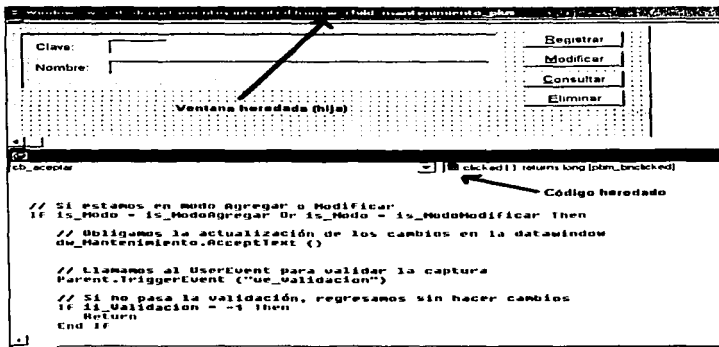 Clave:
Nombre:
Registrar
Modificar
Consultar
Eliminar
Ventana heredada (hija)
cb_aceptar
clicked ( ) returns long [pbm_bnclicked]
Código heredado
// Si estamos en modo Agregar o Modificar
If is_Modo = is_ModoAgregar Or is_Modo = is_ModoModificar Then
// Obligamos la actualización de los cambios en la datawindow
dw_Mantenimiento.AcceptText ()
// Llamamos al UserEvent para validar la captura
Parent.TriggerEvent ("ue_validacion")
// Si no pasa la validación, regresamos sin hacer cambios
If ii_Validacion = -1 Then
Return
End If